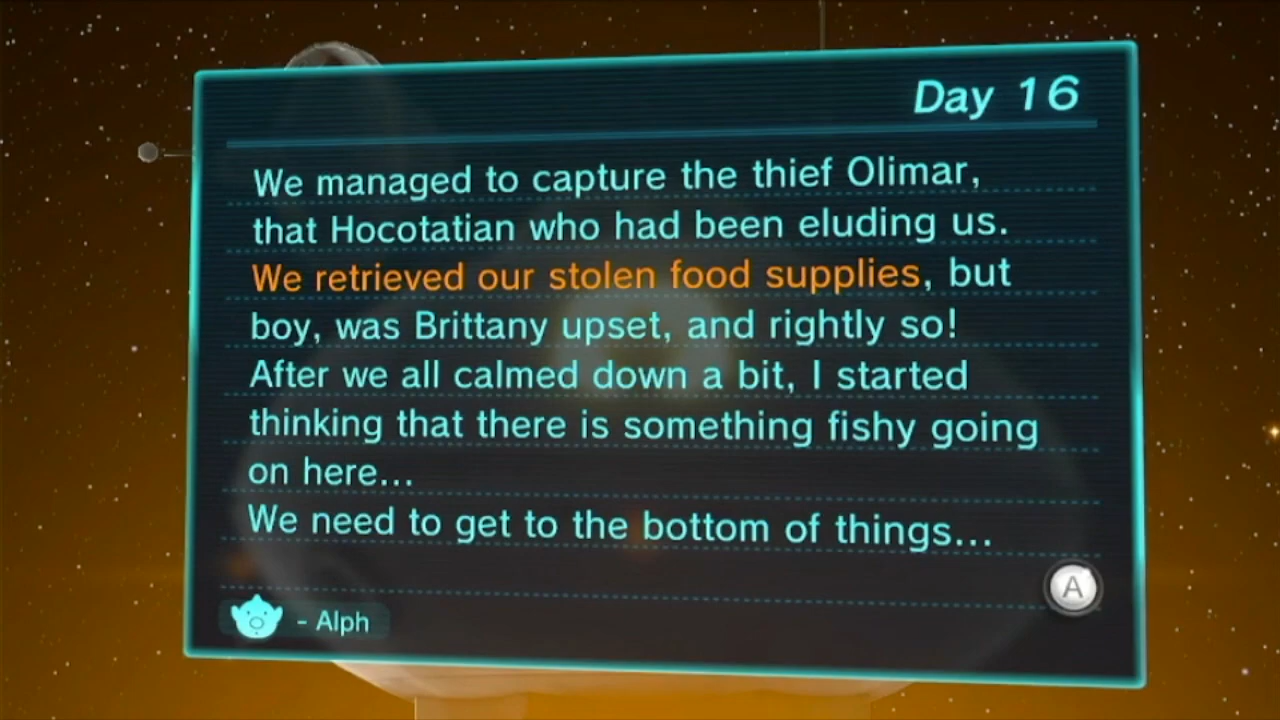 Day 16
We managed to capture the thief Olimar,
that Hocotatian who had been eluding us.
We retrieved our stolen food supplies, but
boy, was Brittany upset, and rightly so!
After we all calmed down a bit, I started
thinking that there is something fishy going
on here...
We need to get to the bottom of things...
A
- Alph